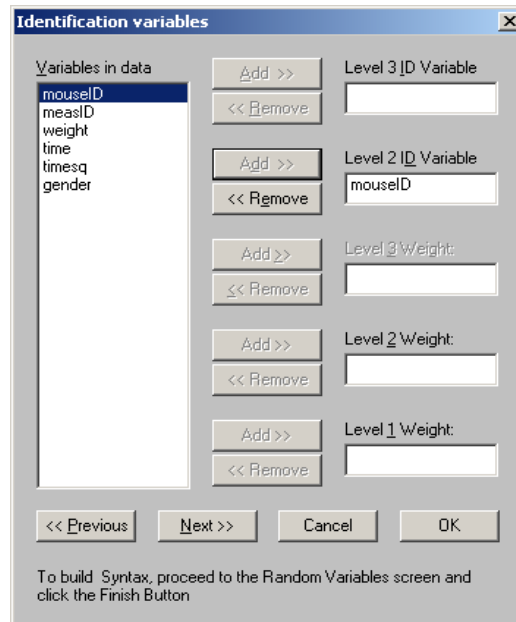 Identification variables
Variables in data
mouseID
measID
weight
time
timesq
gender
Add >>
<< Remove
Level 3 ID Variable
Add >>
<< Remove
Level 2 ID Variable
mouseID
Add >>
<< Remove
Level 3 Weight:
Add >>
<< Remove
Level 2 Weight:
Add >>
<< Remove
Level 1 Weight:
<< Previous
Next >>
Cancel
OK
To build Syntax, proceed to the Random Variables screen and
click the Finish Button